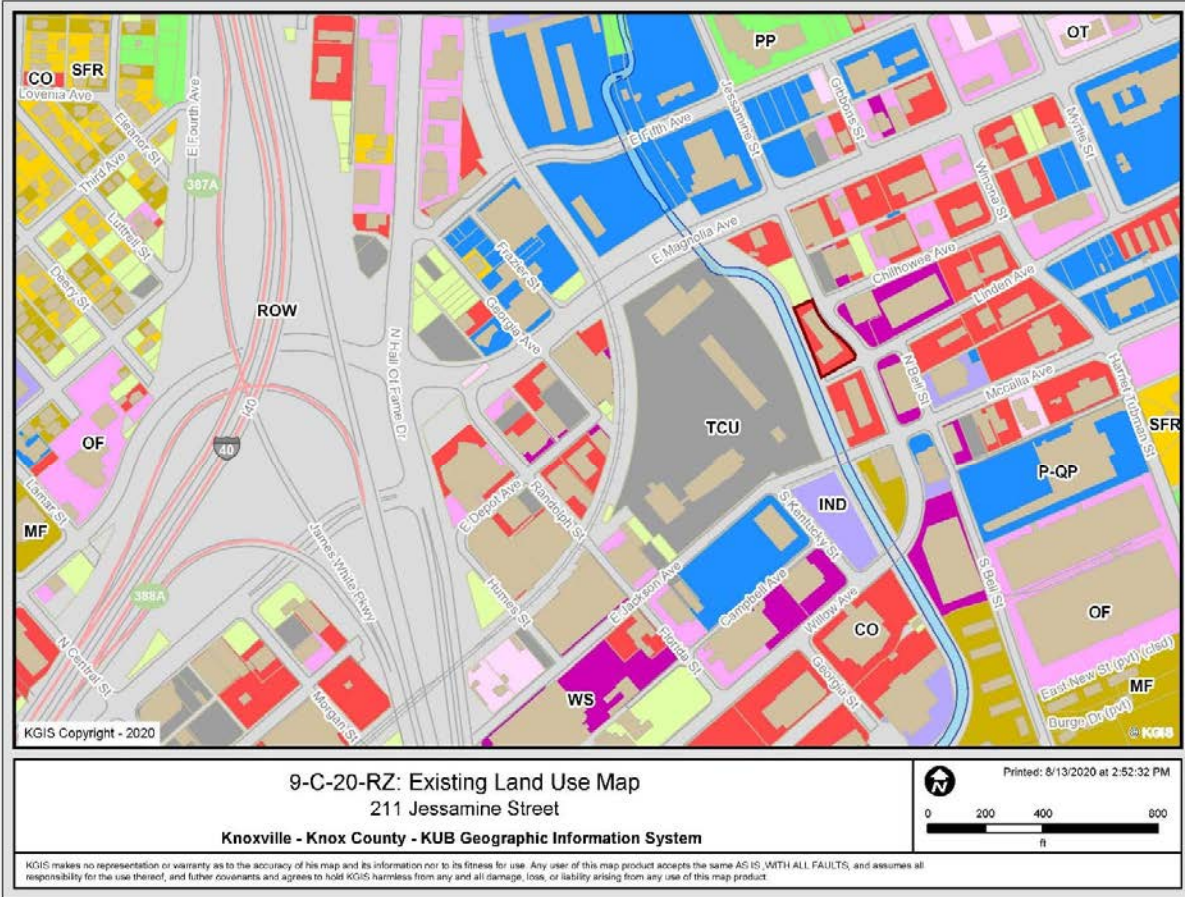 CO
SFR
Lovenia Ave
Eleanor St
E Fourth Ave
Third Ave
387A
Luttrell St
Deery St
ROW
OF
Lamar St
MF
I40
40
388A
James White Pkwy
N Central St
Morgan St
N Hall Of Fame Dr
Frazier St
Georgia Ave
E Depot Ave
Randolph St
Humes St
E Jackson Ave
Florida St
WS
E Fifth Ave
E Magnolia Ave
Jessamine St
PP
Gibbons St
OT
Myrtle St
Winona St
Chilhowee Ave
Linden Ave
N Bell St
Mccalla Ave
Harriet Tubman St
SFR
TCU
IND
P-QP
S Kentucky St
Campbell Ave
Willow Ave
CO
Georgia St
S Bell St
OF
East New St (pvt) (clsd)
MF
Burge Dr (pvt)
KGIS Copyright - 2020
© KGIS
9-C-20-RZ: Existing Land Use Map
211 Jessamine Street
Knoxville - Knox County - KUB Geographic Information System
N
Printed: 8/13/2020 at 2:52:32 PM
0 200 400 800
ft
KGIS makes no representation or warranty as to the accuracy of his map and its information nor to its fitness for use. Any user of this map product accepts the same AS IS, WITH ALL FAULTS, and assumes all
responsibility for the use thereof, and futher covenants and agrees to hold KGIS harmless from any and all damage, loss, or liability arising from any use of this map product.